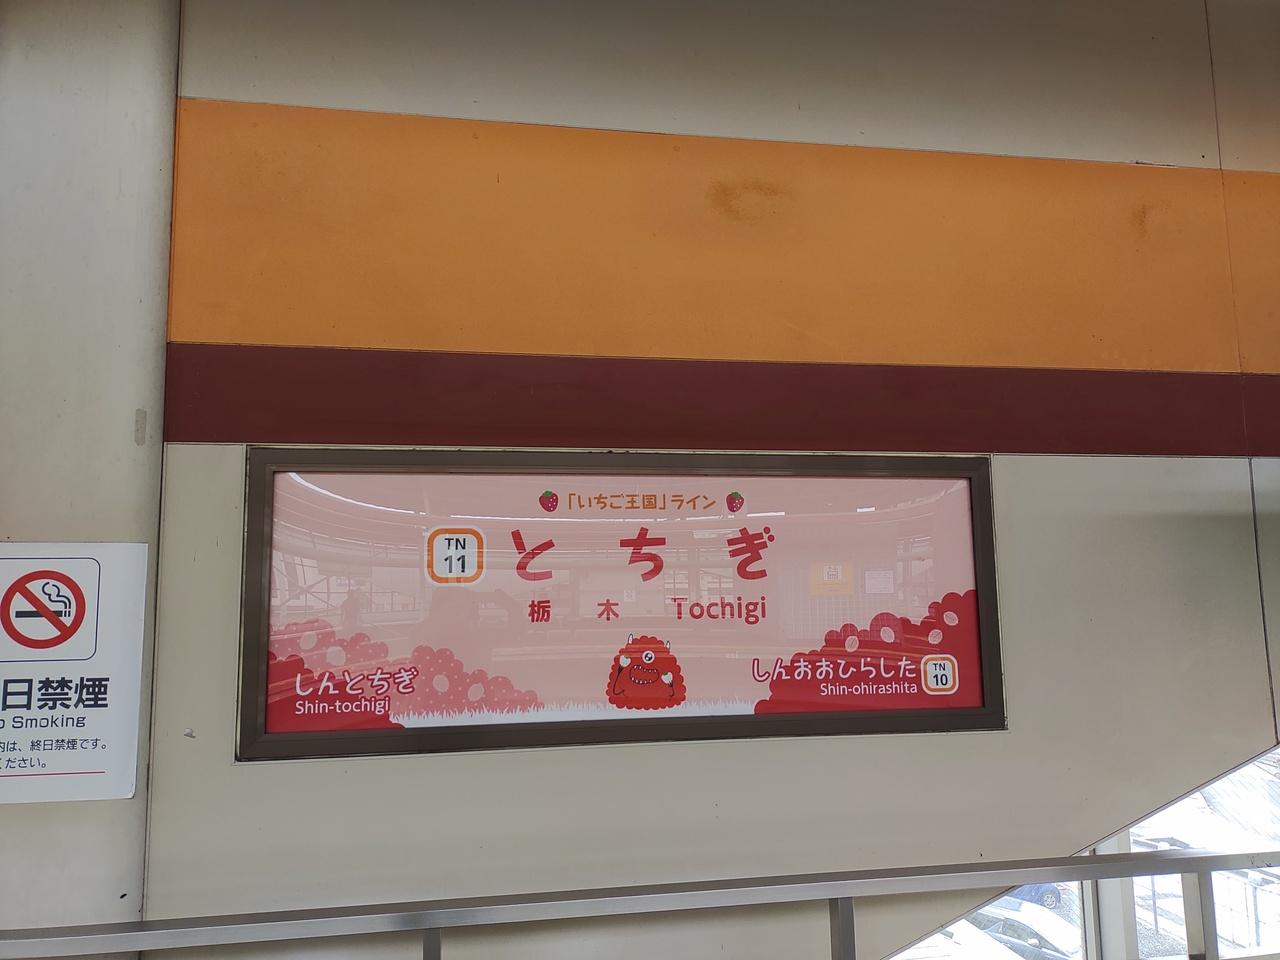 「いちご王国」ライン
TN
11
とちぎ
栃木 Tochigi
しんとちぎ
Shin-tochigi
しんおおひらした
Shin-ohirashita
TN
10
日禁煙
Smoking
内は、終日禁煙です。
ください。